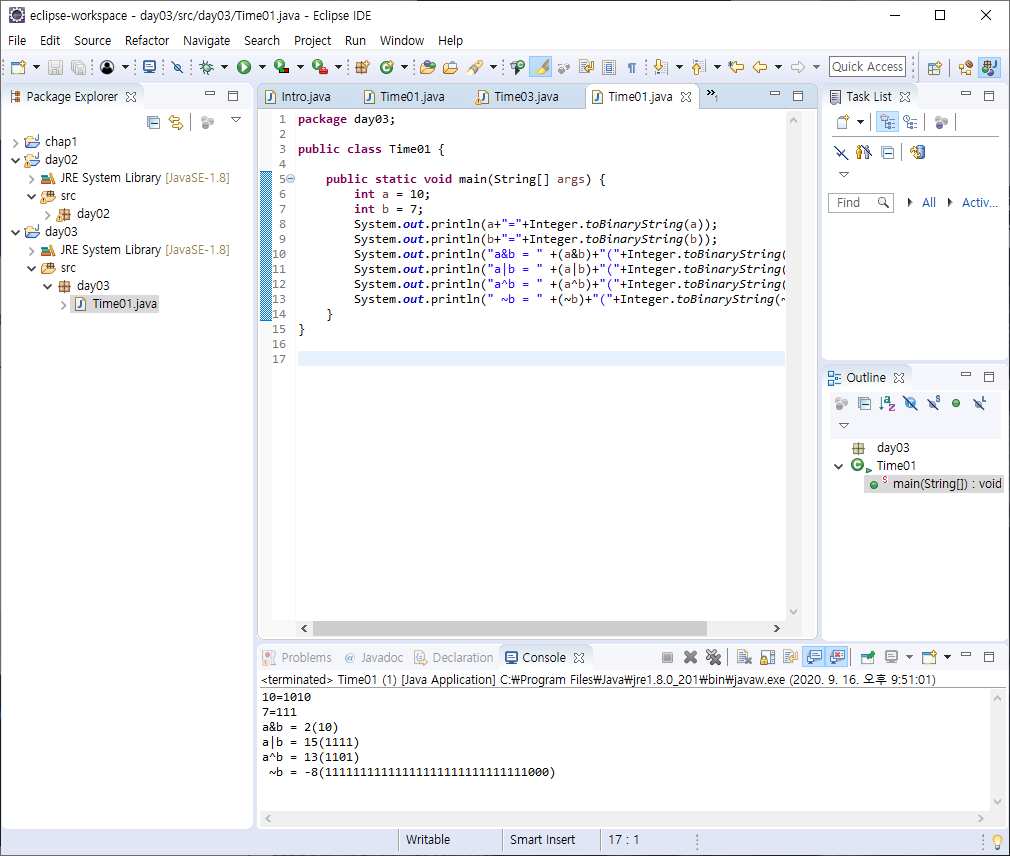 eclipse-workspace - day03/src/day03/Time01.java - Eclipse IDE
File Edit Source Refactor Navigate Search Project Run Window Help
Quick Access
Package Explorer
chap1
day02
JRE System Library [JavaSE-1.8]
src
day02
day03
JRE System Library [JavaSE-1.8]
src
day03
Time01.java
Intro.java Time01.java Time03.java Time01.java »1
1 package day03;
2
3 public class Time01 {
4
5 public static void main(String[] args) {
6 int a = 10;
7 int b = 7;
8 System.out.println(a+"="+Integer.toBinaryString(a));
9 System.out.println(b+"="+Integer.toBinaryString(b));
10 System.out.println("a&b = " +(a&b)+"("+Integer.toBinaryString(
11 System.out.println("a|b = " +(a|b)+"("+Integer.toBinaryString(
12 System.out.println("a^b = " +(a^b)+"("+Integer.toBinaryString(
13 System.out.println(" ~b = " +(~b)+"("+Integer.toBinaryString(~
14 }
15 }
16
17
Task List
Find All Activ...
Outline
day03
Time01
main(String[]) : void
Problems Javadoc Declaration Console
<terminated> Time01 (1) [Java Application] C:₩Program Files₩Java₩jre1.8.0_201₩bin₩javaw.exe (2020. 9. 16. 오후 9:51:01)
10=1010
7=111
a&b = 2(10)
a|b = 15(1111)
a^b = 13(1101)
~b = -8(11111111111111111111111111111000)
Writable Smart Insert 17 : 1